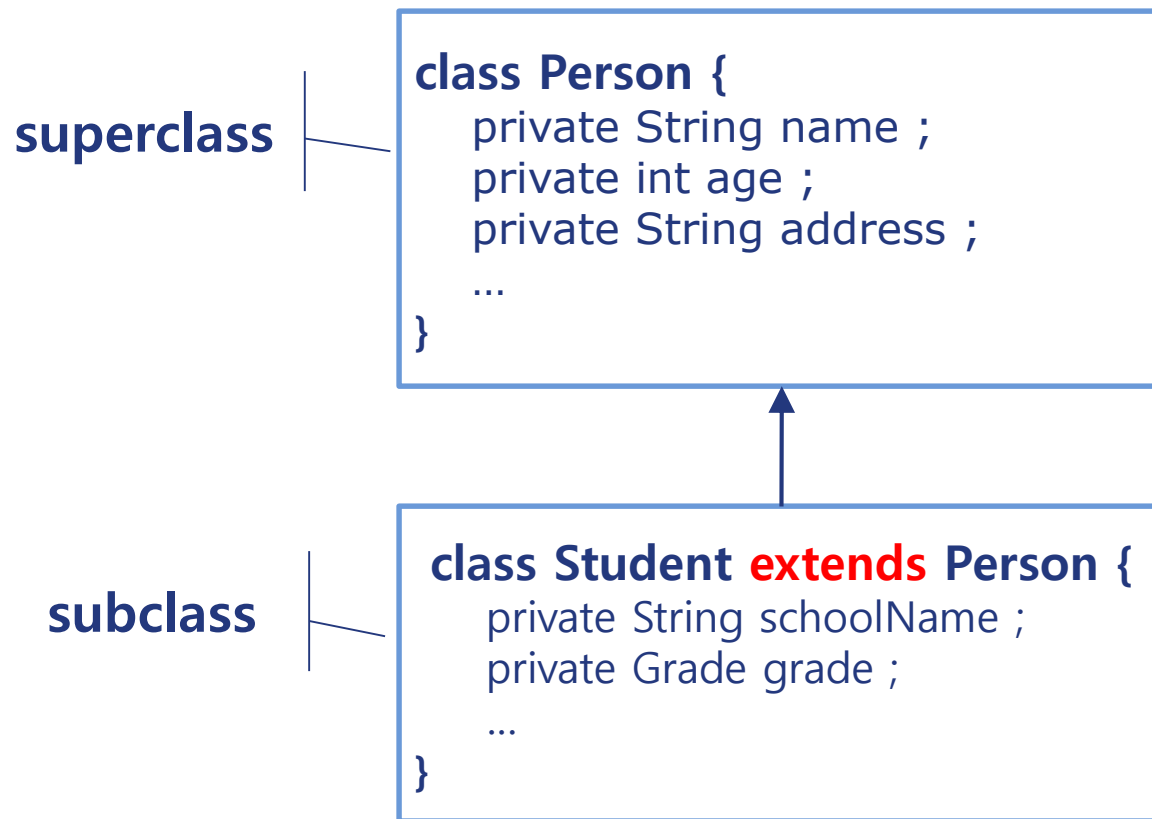 superclass
class Person {
private String name ;
private int age ;
private String address ;
...
}
subclass
class Student extends Person {
private String schoolName ;
private Grade grade ;
...
}